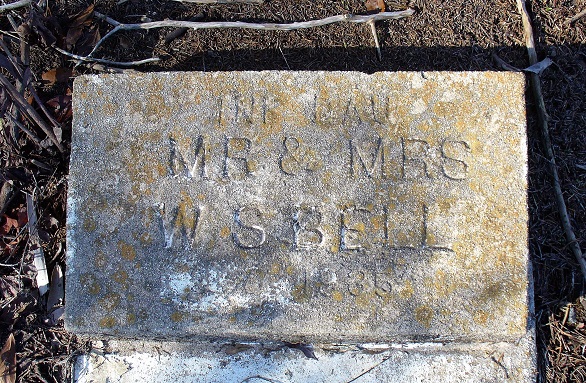 INF DAU
MR & MRS
W. S. BELL